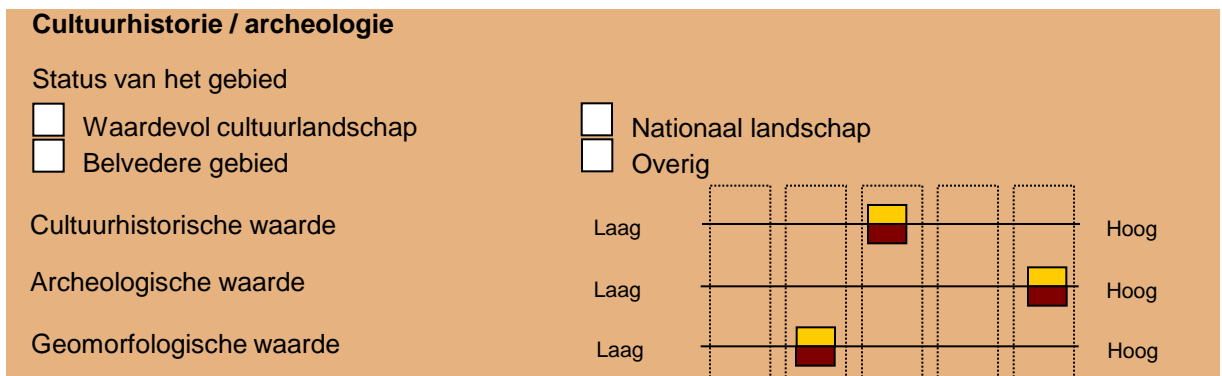 Cultuurhistorie / archeologie
Status van het gebied
Waardevol cultuurlandschap Nationaal landschap
Belvedere gebied Overig
Cultuurhistorische waarde Laag Hoog
Archeologische waarde Laag Hoog
Geomorfologische waarde Laag Hoog